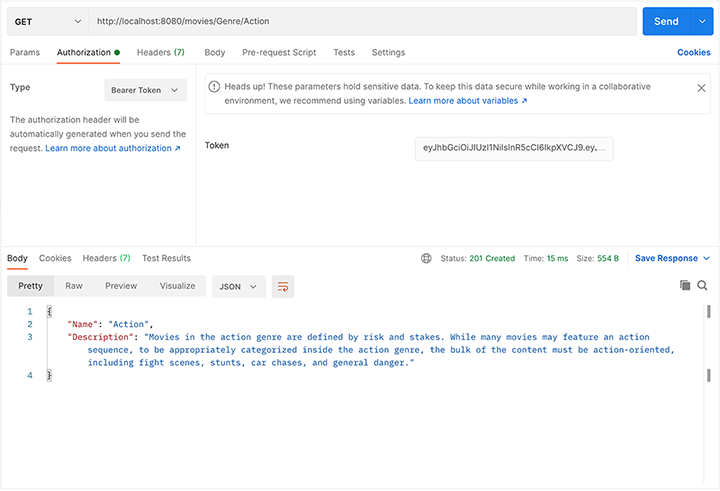 GET http://localhost:8080/movies/Genre/Action Send
Params Authorization Headers (7) Body Pre-request Script Tests Settings Cookies
Type Bearer Token
The authorization header will be
automatically generated when you send the
request. Learn more about authorization ↗
Heads up! These parameters hold sensitive data. To keep this data secure while working in a collaborative
environment, we recommend using variables. Learn more about variables ↗
Token eyJhbGciOiJIUzI1NiIsInR5cCI6IkpXVCJ9.ey....
Body Cookies Headers (7) Test Results Status: 201 Created Time: 15 ms Size: 554 B Save Response
Pretty Raw Preview Visualize JSON
1 {
2 "Name": "Action",
3 "Description": "Movies in the action genre are defined by risk and stakes. While many movies may feature an action
sequence, to be appropriately categorized inside the action genre, the bulk of the content must be action-oriented,
including fight scenes, stunts, car chases, and general danger."
4 }